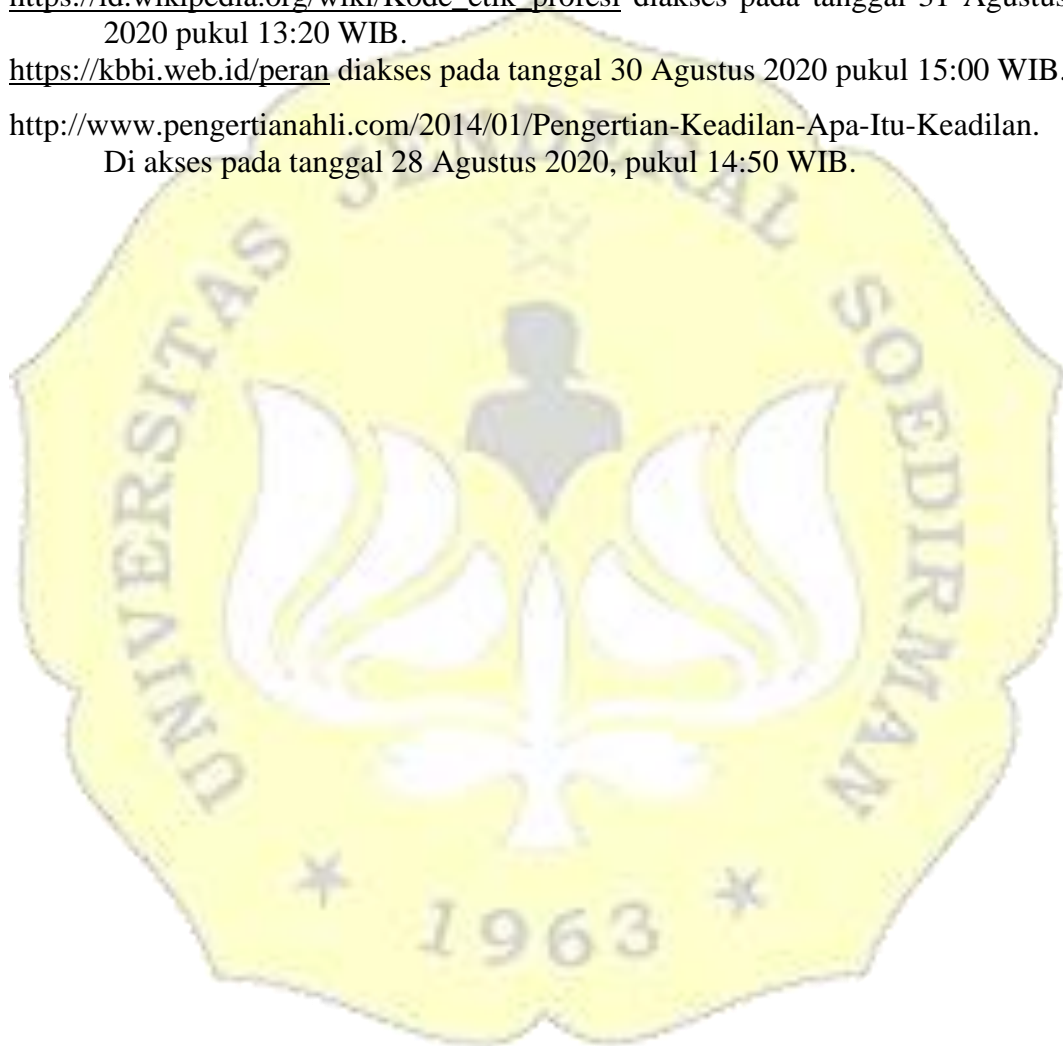 https://id.wikipedia.org/wiki/Kode_etik_profesi diakses pada tanggal 31 Agustus
2020 pukul 13:20 WIB.
https://kbbi.web.id/peran diakses pada tanggal 30 Agustus 2020 pukul 15:00 WIB.
http://www.pengertianahli.com/2014/01/Pengertian-Keadilan-Apa-Itu-Keadilan.
Di akses pada tanggal 28 Agustus 2020, pukul 14:50 WIB.
UNIVERSITAS JENDERAL SOEDIRMAN
1963